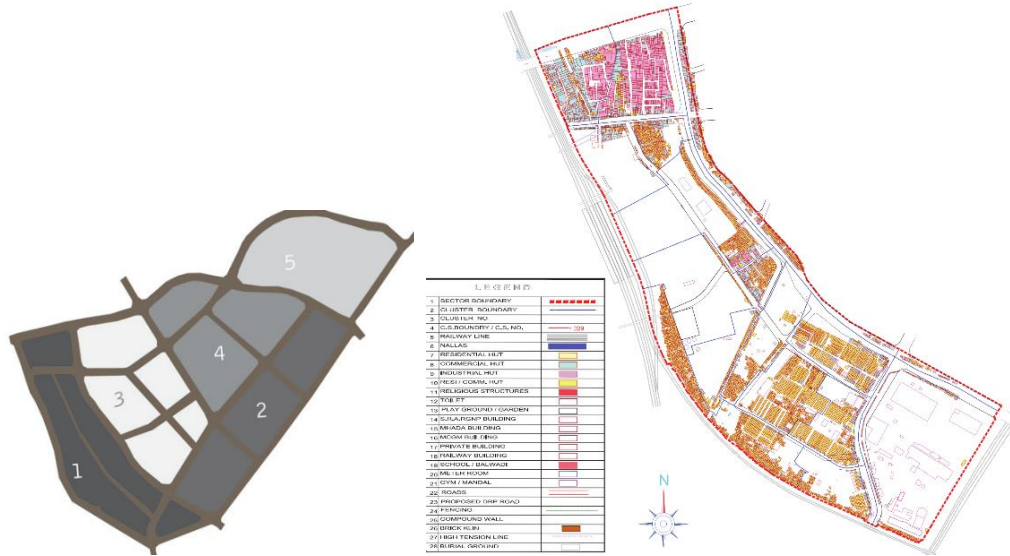 5
4
3
2
1
LEGEND
1 SECTOR BOUNDARY
2 CLUSTER BOUNDARY
3 CLUSTER NO.
4 C.S.BOUNDRY / C.S. NO. 329
5 RAILWAY LINE
6 NALLAS
7 RESIDENTIAL HUT
8 COMMERCIAL HUT
9 INDUSTRIAL HUT
10 RESI / COMM. HUT
11 RELIGIOUS STRUCTURES
12 TOILET
13 PLAY GROUND / GARDEN
14 BUILDING
15 MHADA BUILDING
16 MCGM BUILDING
17 PRIVATE BUILDING
18 RAILWAY BUILDING
19 SCHOOL / BALWADI
20 METER ROOM
21 GYM / MANDAL
22 ROADS
23 PROPOSED DRP ROAD
24 FENCING
25 COMPOUND WALL
26 BRICK KLIN
27 HIGH TENSION LINE
28 BURIAL GROUND
N